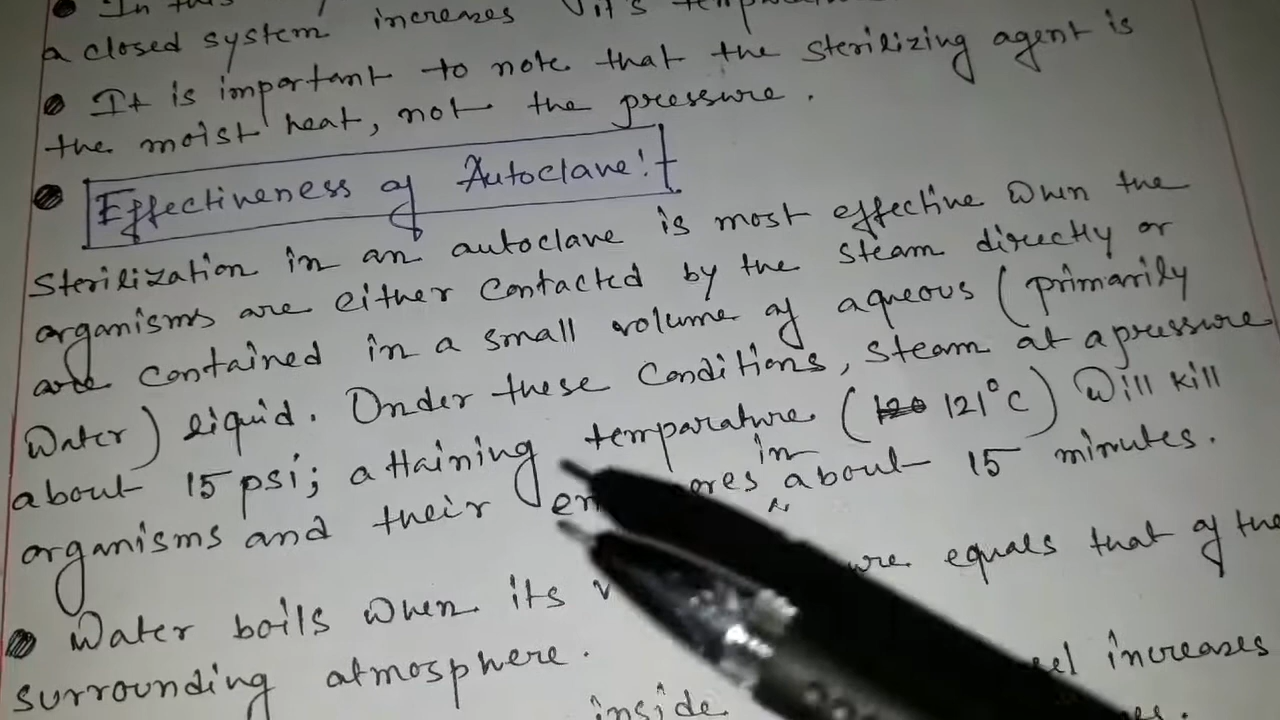 In this
a closed system increases it's
It is important to note that the sterilizing agent is
the moist heat, not the pressure.
Effectiveness of Autoclave:-
Sterilization in an autoclave is most effective When the
organisms are either contacted by the steam directly or
are contained in a small volume of aqueous (primarily
Water) liquid. Under these conditions, steam at a pressure
about 15 psi; attaining temparature (121°C) Will kill
organisms and their in about 15 minutes.
Water boils when its equals that of the
surrounding atmosphere.
increases
inside